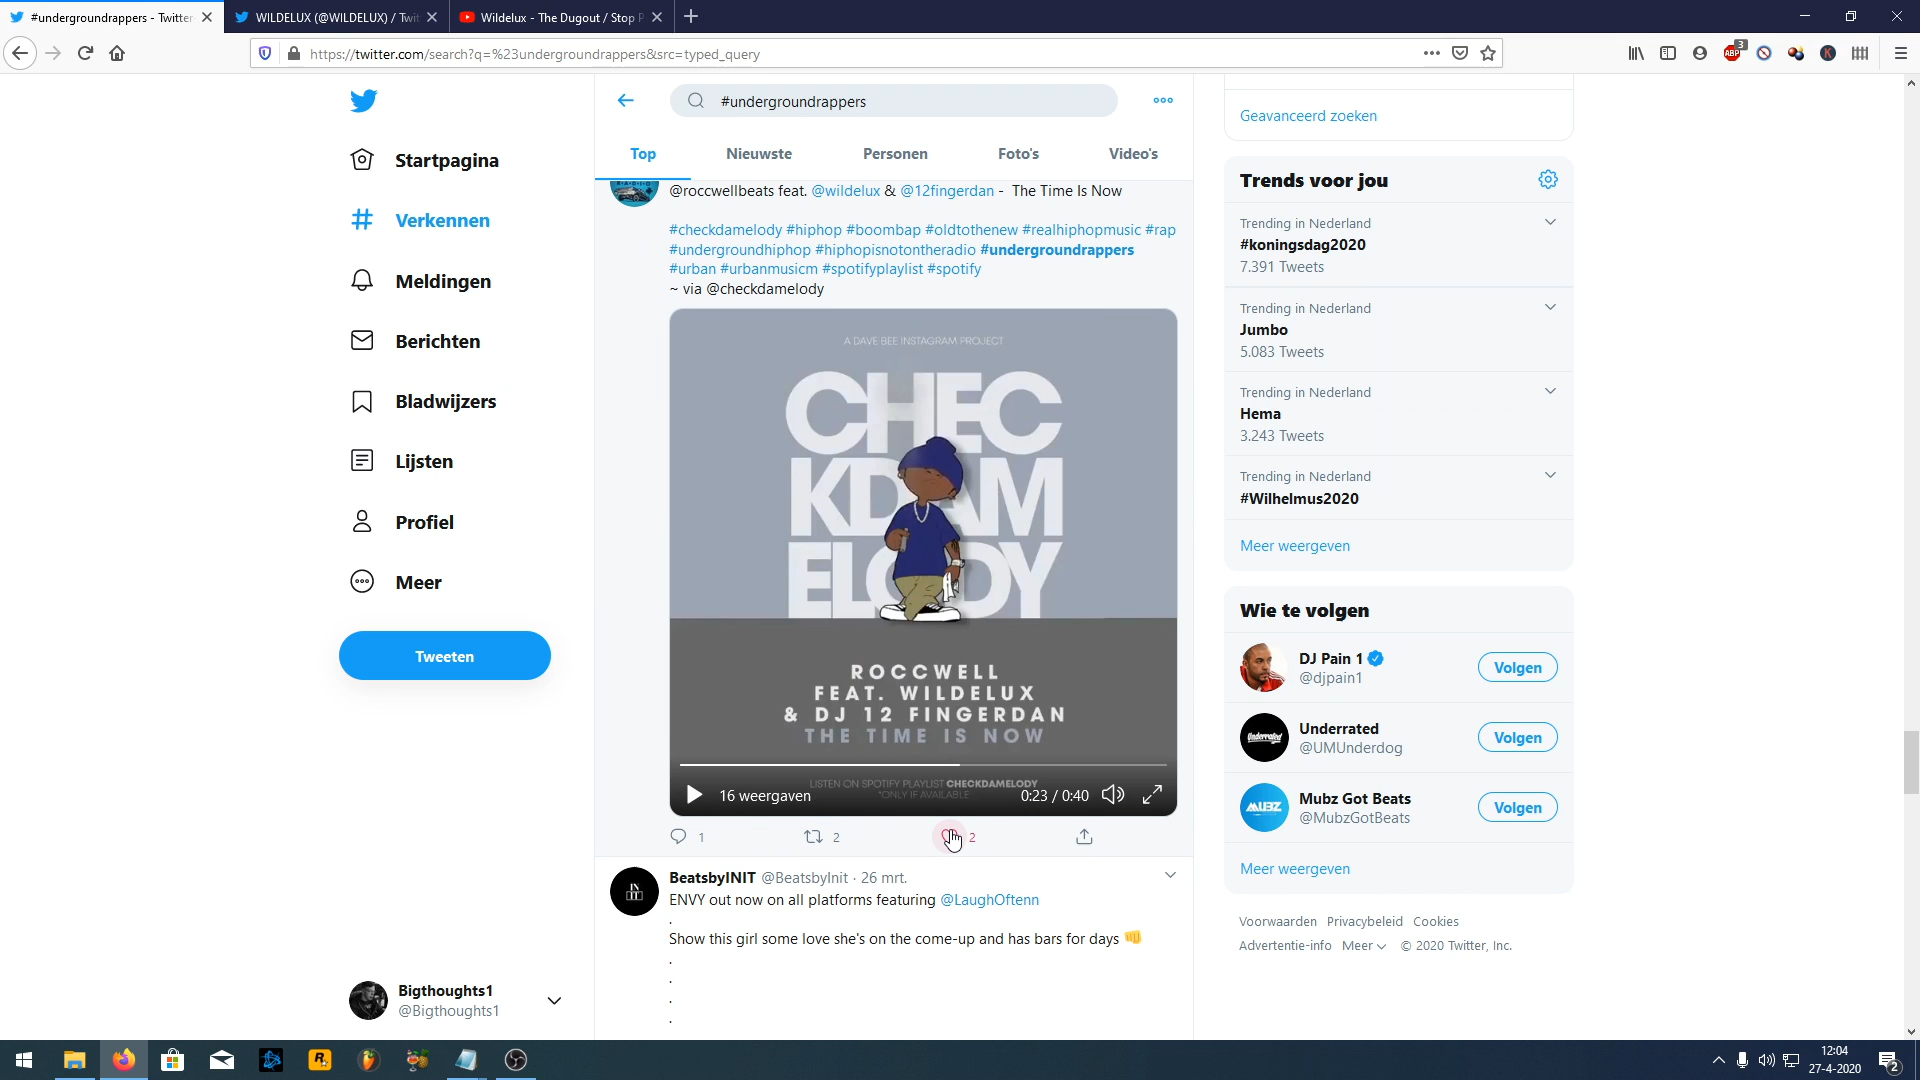 #undergroundrappers - Twitter
WILDELUX (@WILDELUX) / Twit
Wildelux - The Dugout / Stop P
https://twitter.com/search?q=%23undergroundrappers&src=typed_query
ABP
3
K
#undergroundrappers
Startpagina
Verkennen
Meldingen
Berichten
Bladwijzers
Lijsten
Profiel
Meer
Tweeten
Bigthoughts1
@Bigthoughts1
Top
Nieuwste
Personen
Foto's
Video's
@roccwellbeats feat. @wildelux & @12fingerdan - The Time Is Now
#checkdamelody #hiphop #boombap #oldtothenew #realhiphopmusic #rap
#undergroundhiphop #hiphopisnotontheradio #undergroundrappers
#urban #urbanmusicm #spotifyplaylist #spotify
~ via @checkdamelody
A DAVE BEE INSTAGRAM PROJECT
CHEC
KDAM
ELODY
ROCCWELL
FEAT. WILDELUX
& DJ 12 FINGERDAN
THE TIME IS NOW
LISTEN ON SPOTIFY PLAYLIST CHECKDAMELODY
*ONLY IF AVAILABLE
16 weergaven
0:23 / 0:40
1
2
2
BeatsbyINIT @BeatsbyInit · 26 mrt.
ENVY out now on all platforms featuring @LaughOftenn
.
Show this girl some love she's on the come-up and has bars for days
.
.
.
.
IN
IT
Geavanceerd zoeken
Trends voor jou
Trending in Nederland
#koningsdag2020
7.391 Tweets
Trending in Nederland
Jumbo
5.083 Tweets
Trending in Nederland
Hema
3.243 Tweets
Trending in Nederland
#Wilhelmus2020
Meer weergeven
Wie te volgen
DJ Pain 1
@djpain1
Volgen
Underrated
Underrated
@UMUnderdog
Volgen
MUBZ
Mubz Got Beats
@MubzGotBeats
Volgen
Meer weergeven
Voorwaarden Privacybeleid Cookies
Advertentie-info Meer © 2020 Twitter, Inc.
R
12:04
27-4-2020
2